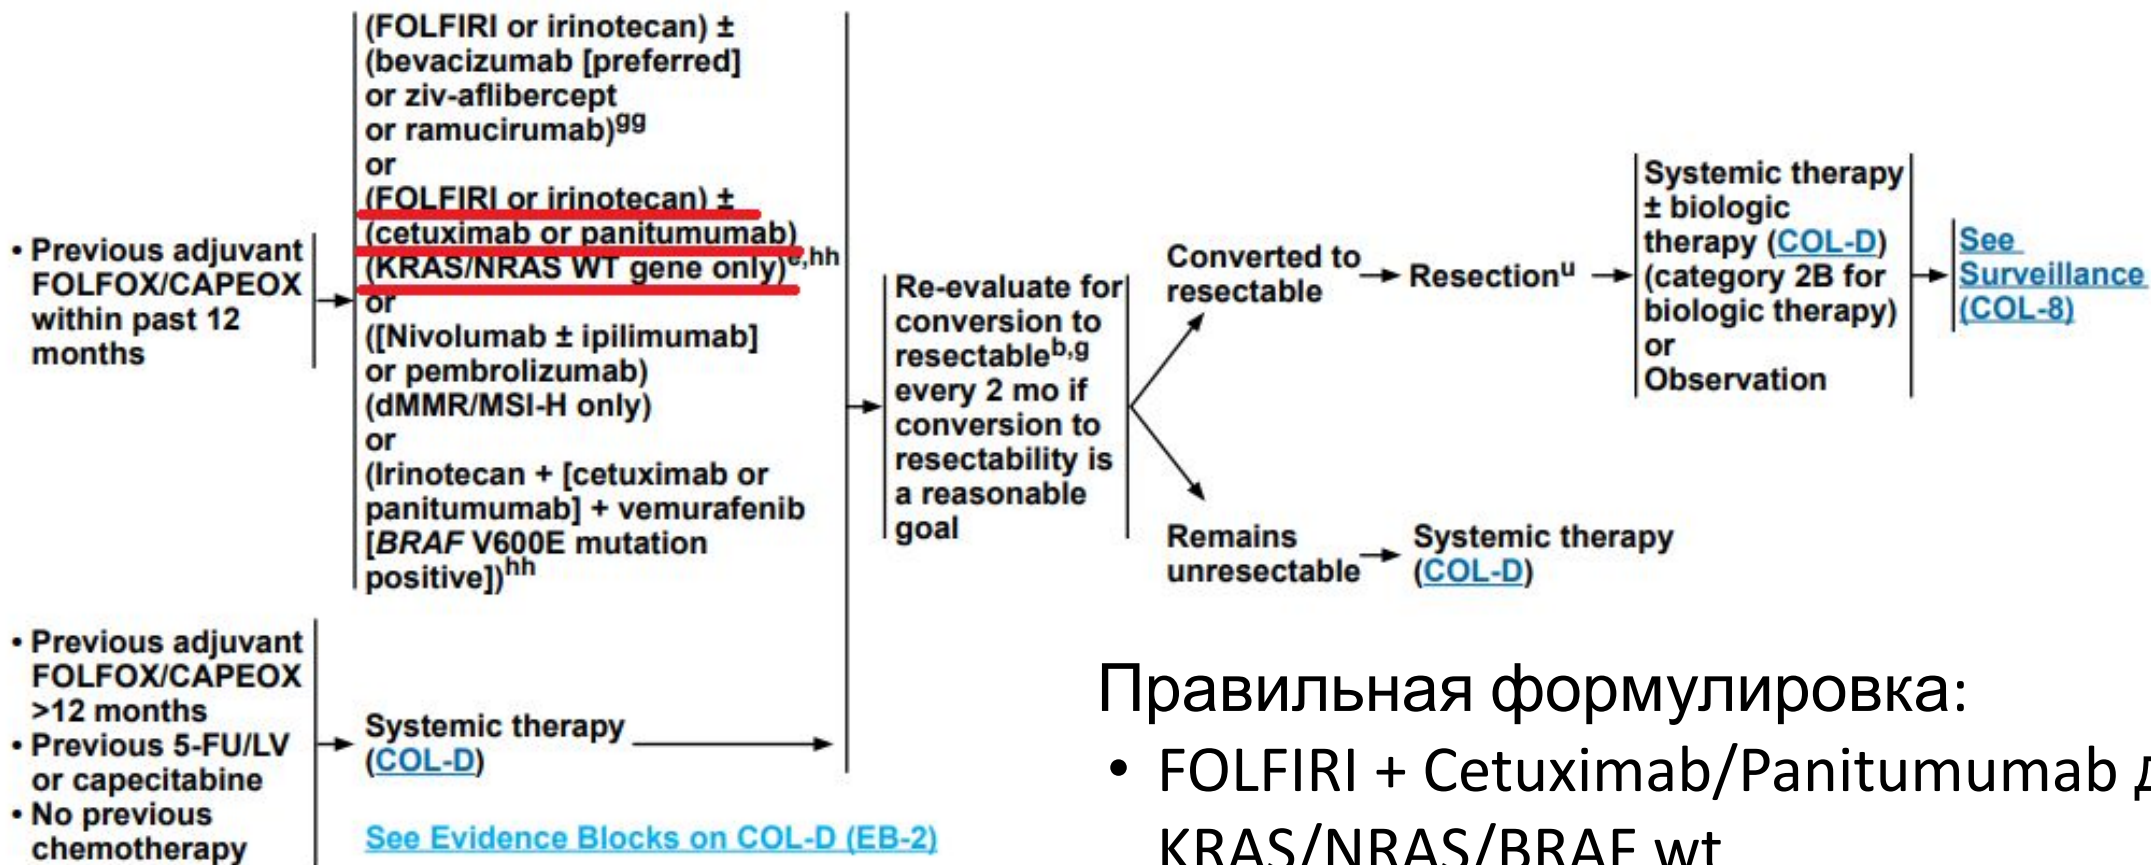 (FOLFIRI or irinotecan) ±
(bevacizumab [preferred]
or ziv-aflibercept
or ramucirumab)gg
or
(FOLFIRI or irinotecan) ±
(cetuximab or panitumumab)
(KRAS/NRAS WT gene only)e,hh
or
([Nivolumab ± ipilimumab]
or pembrolizumab)
(dMMR/MSI-H only)
or
(Irinotecan + [cetuximab or
panitumumab] + vemurafenib
[BRAF V600E mutation
positive])hh
• Previous adjuvant
FOLFOX/CAPEOX
within past 12
months
Re-evaluate for
conversion to
resectableb,g
every 2 mo if
conversion to
resectability is
a reasonable
goal
Converted to
resectable
Resectionu
Systemic therapy
± biologic
therapy (COL-D)
(category 2B for
biologic therapy)
or
Observation
See
Surveillance
(COL-8)
Remains
unresectable
Systemic therapy
(COL-D)
• Previous adjuvant
FOLFOX/CAPEOX
>12 months
• Previous 5-FU/LV
or capecitabine
• No previous
chemotherapy
Systemic therapy
(COL-D)
See Evidence Blocks on COL-D (EB-2)
Правильная формулировка:
• FOLFIRI + Cetuximab/Panitumumab
KRAS/NRAS/BRAF wt